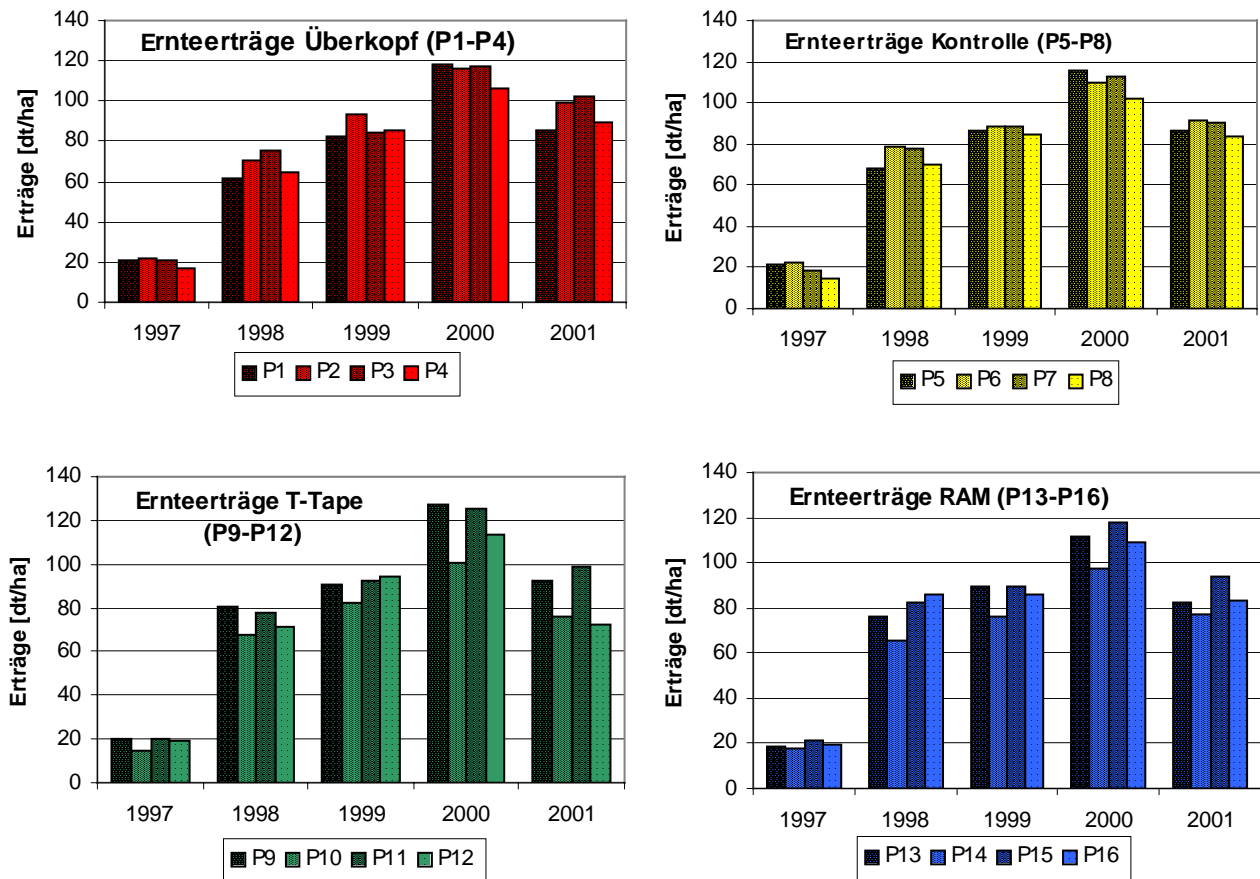 Ernteerträge Überkopf (P1-P4)
Erträge [dt/ha]
140
120
100
80
60
40
20
0
1997 1998 1999 2000 2001
P1 P2 P3 P4
Ernteerträge Kontrolle (P5-P8)
Erträge [dt/ha]
140
120
100
80
60
40
20
0
1997 1998 1999 2000 2001
P5 P6 P7 P8
Ernteerträge T-Tape
(P9-P12)
Erträge [dt/ha]
140
120
100
80
60
40
20
0
1997 1998 1999 2000 2001
P9 P10 P11 P12
Ernteerträge RAM (P13-P16)
Erträge [dt/ha]
140
120
100
80
60
40
20
0
1997 1998 1999 2000 2001
P13 P14 P15 P16